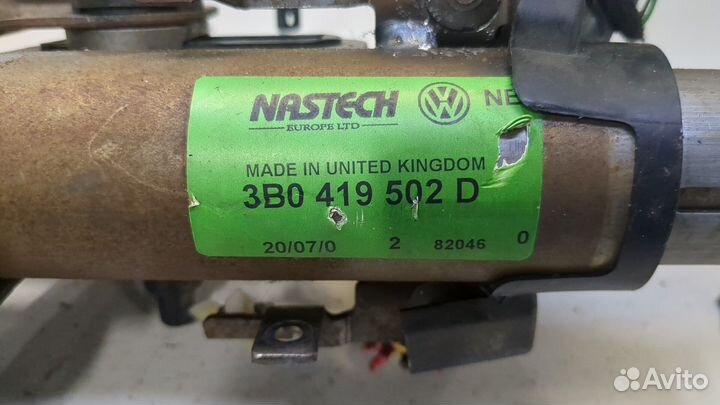 NASTECH
EUROPE LTD
NE
MADE IN UNITED KINGDOM
3B0 419 502 D
20/07/0 2 82046 0
Avito